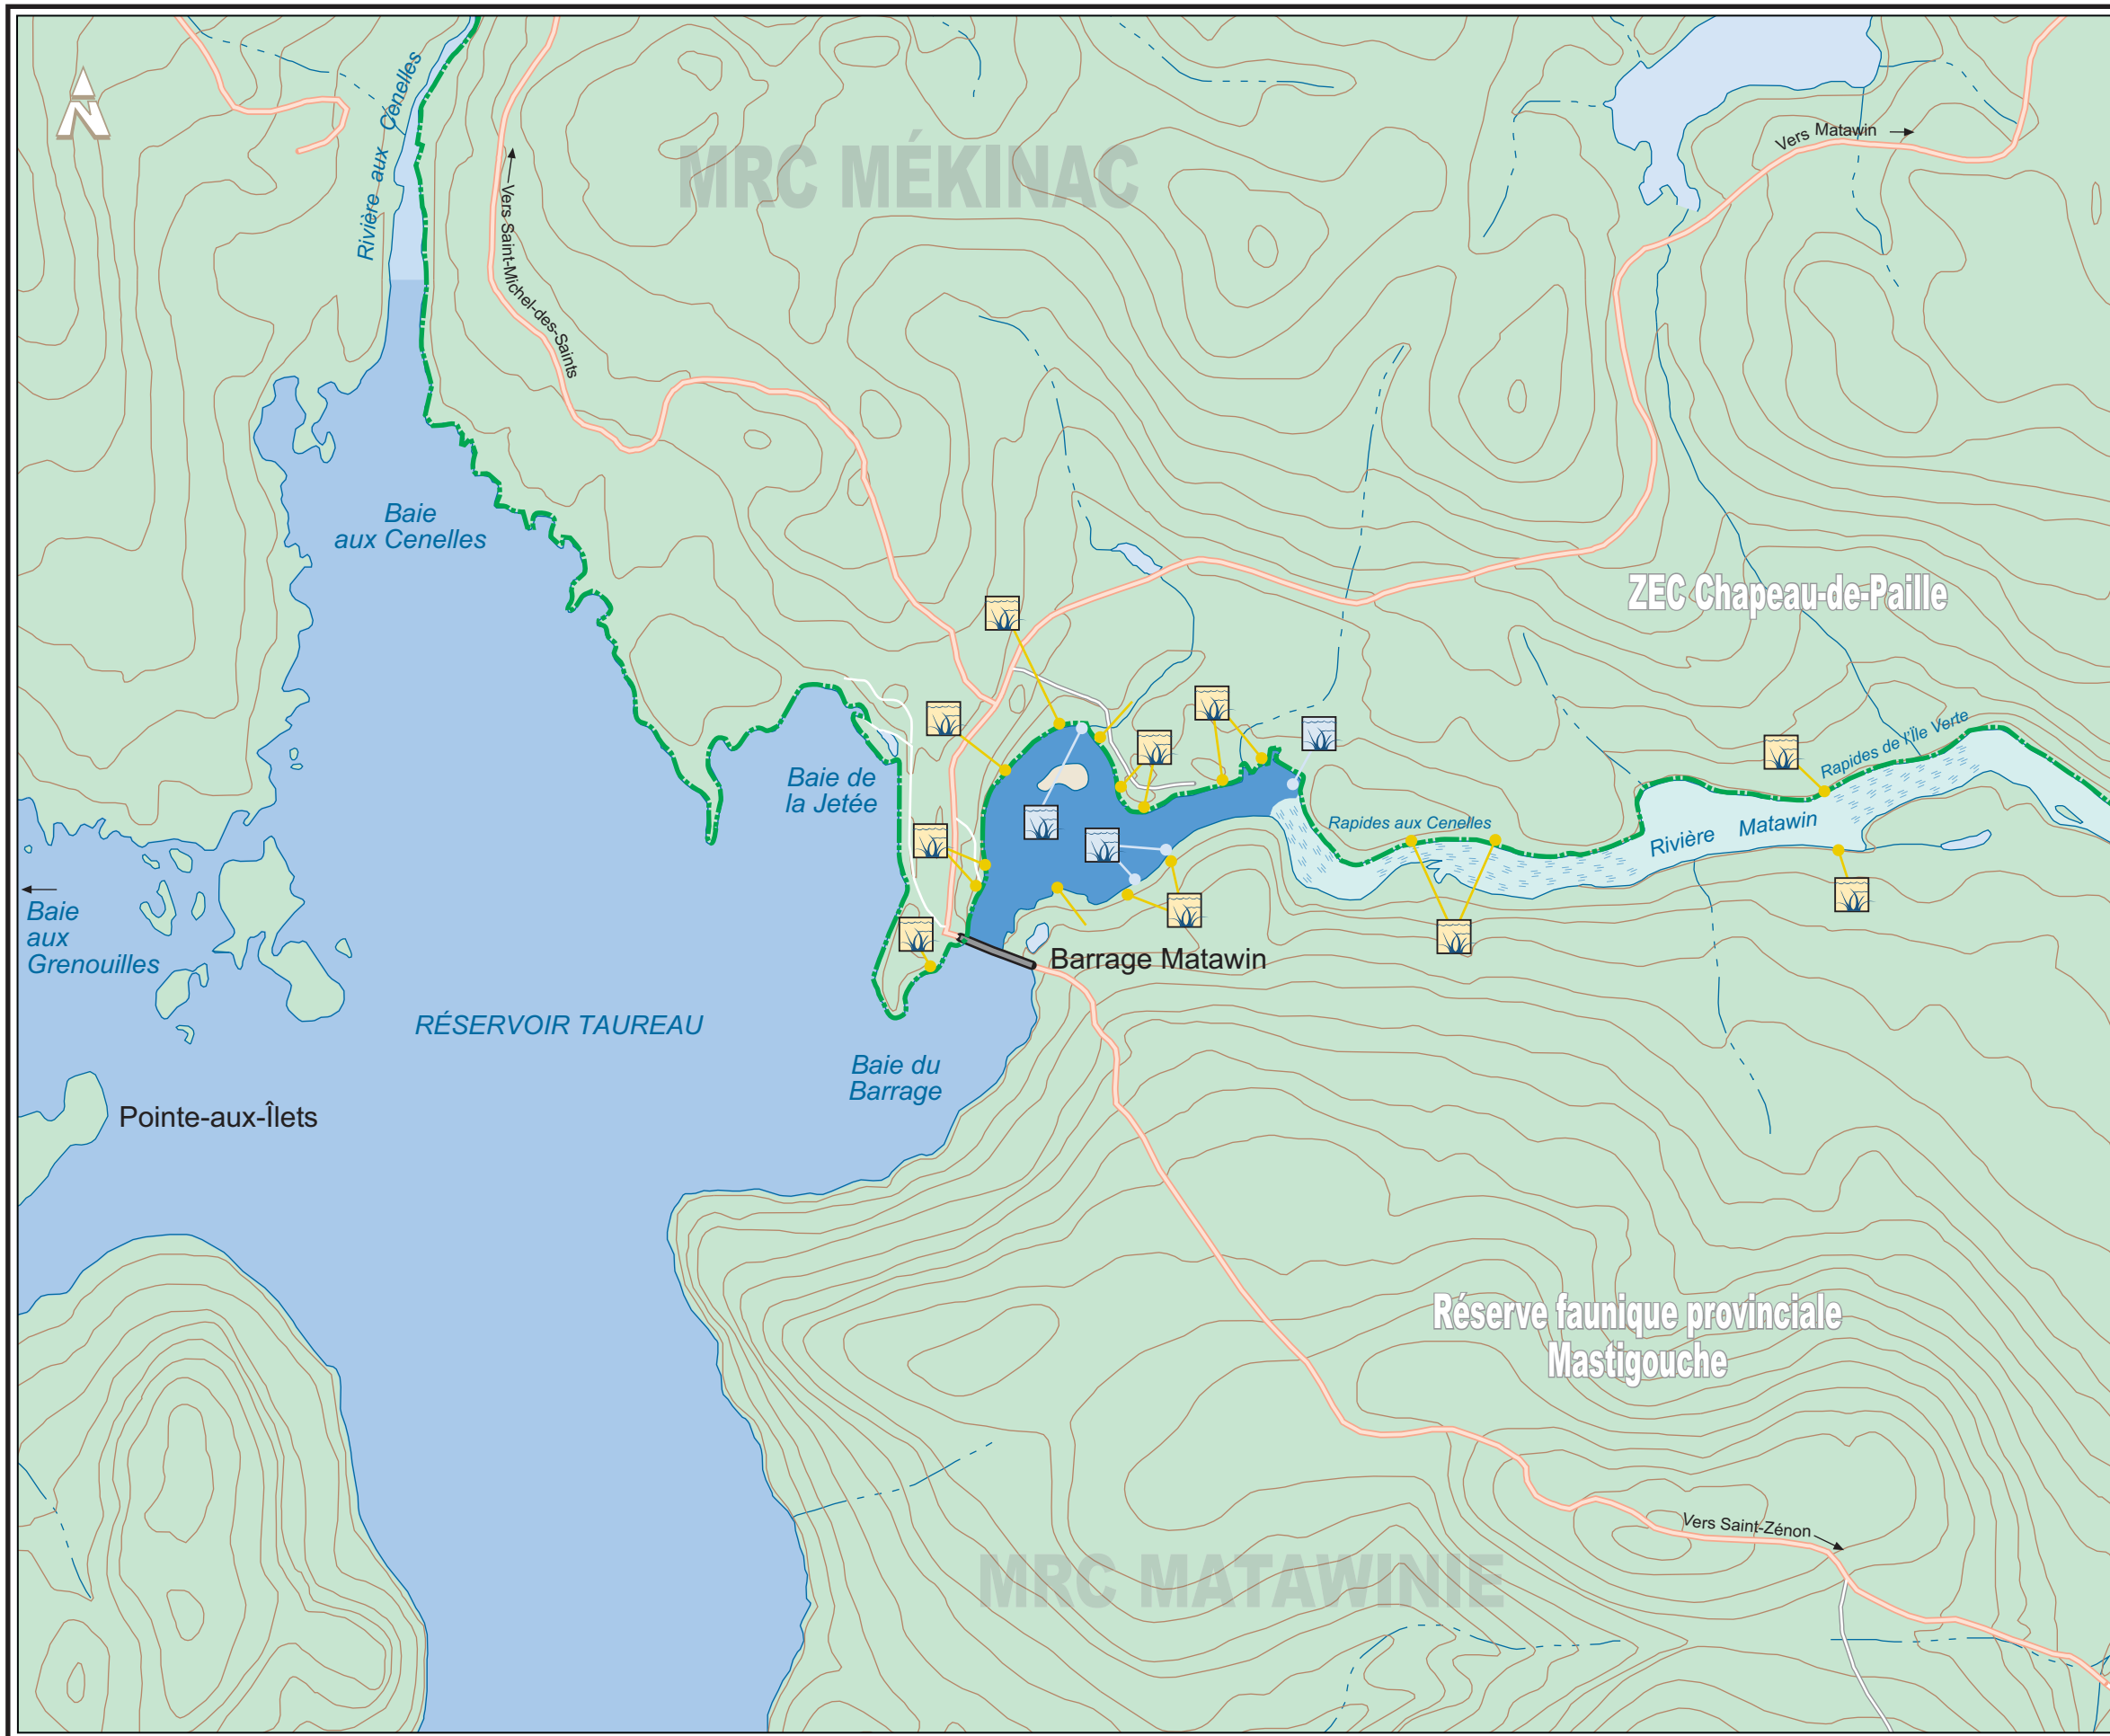 N
Rivière aux Cenelles
Vers Saint-Michel-des-Saints
MRC MÉKINAC
Vers Matawin
Baie
aux Cenelles
ZEC Chapeau-de-Paille
Rapides de l'Île Verte
Baie de
la Jetée
Rapides aux Cenelles
Rivière Matawin
Baie
aux
Grenouilles
Barrage Matawin
RÉSERVOIR TAUREAU
Baie du
Barrage
Pointe-aux-Îlets
Réserve faunique provinciale
Mastigouche
Vers Saint-Zénon
MRC MATAWINIE